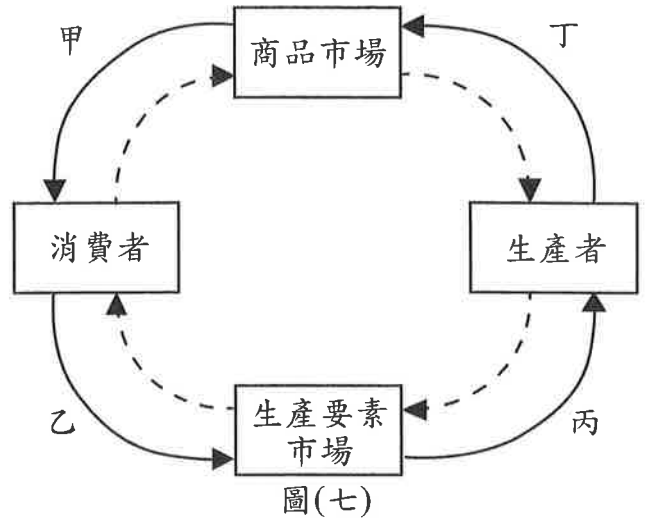 甲
商品市場
丁
消費者
生產者
乙
生產要素
市場
丙
圖(七)